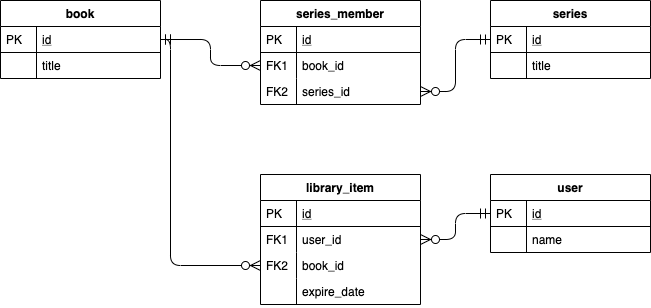 book
PK id
title
series_member
PK id
FK1 book_id
FK2 series_id
series
PK id
title
library_item
PK id
FK1 user_id
FK2 book_id
expire_date
user
PK id
name